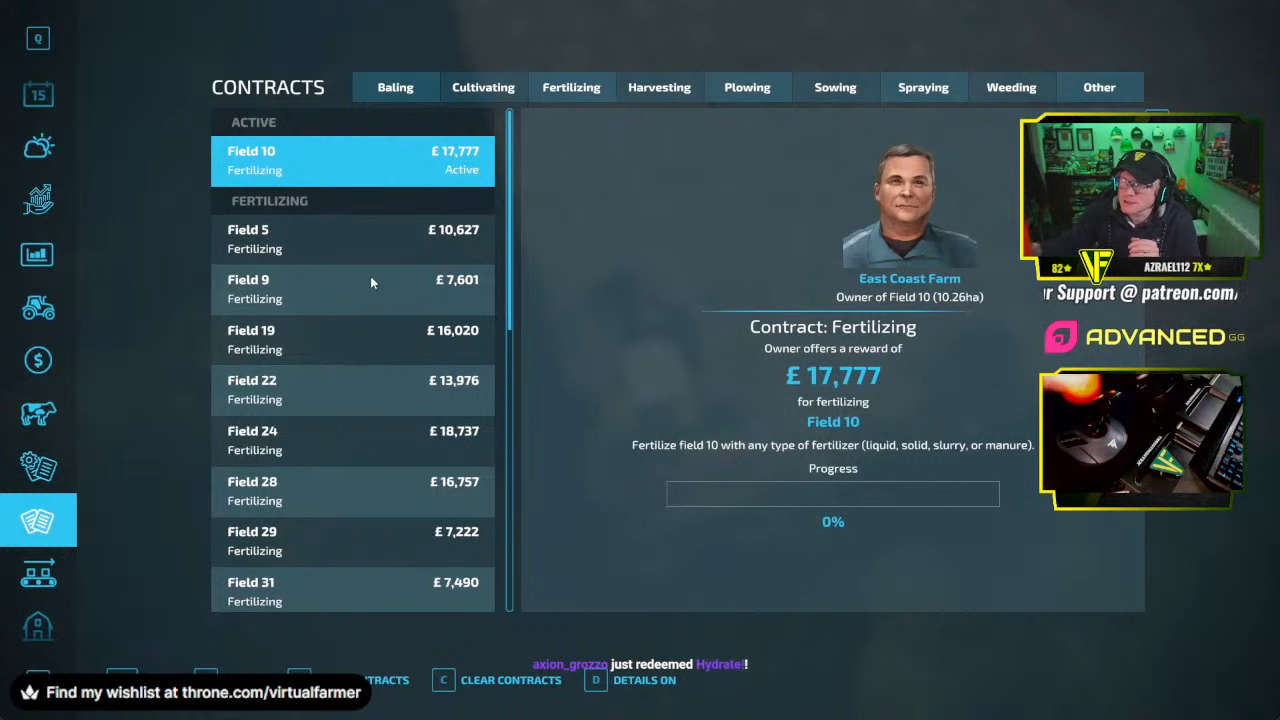 Q
15
CONTRACTS
Baling
Cultivating
Fertilizing
Harvesting
Plowing
Sowing
Spraying
Weeding
Other
ACTIVE
Field 10 £ 17,777
Fertilizing Active
FERTILIZING
Field 5 £ 10,627
Fertilizing
Field 9 £ 7,601
Fertilizing
Field 19 £ 16,020
Fertilizing
Field 22 £ 13,976
Fertilizing
Field 24 £ 18,737
Fertilizing
Field 28 £ 16,757
Fertilizing
Field 29 £ 7,222
Fertilizing
Field 31 £ 7,490
Fertilizing
East Coast Farm
Owner of Field 10 (10.26ha)
Contract: Fertilizing
Owner offers a reward of
£ 17,777
for fertilizing
Field 10
Fertilize field 10 with any type of fertilizer (liquid, solid, slurry, or manure).
Progress
0%
82★ VF AZRAEL112 7X★
r Support @ patreon.com/
ADVANCED GG
VF
axion_grozzo just redeemed Hydrate!!
TRACTS C CLEAR CONTRACTS D DETAILS ON
Find my wishlist at throne.com/virtualfarmer